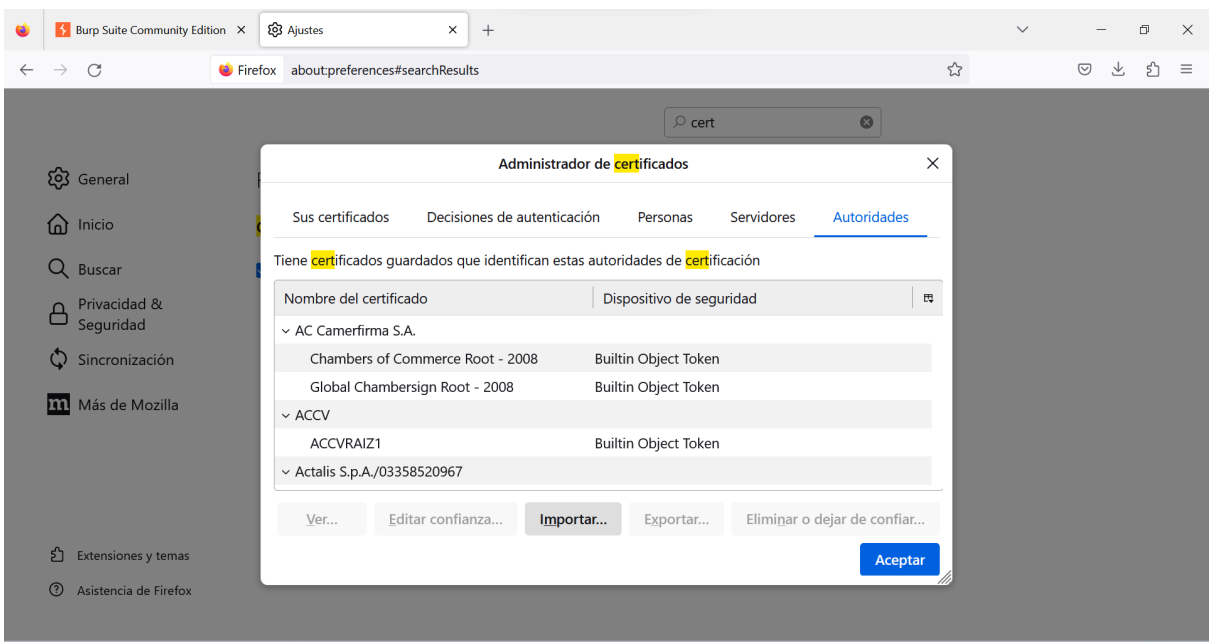 Burp Suite Community Edition
Ajustes
Firefox about:preferences#searchResults
cert
General
Inicio
Buscar
Privacidad &
Seguridad
Sincronización
m Más de Mozilla
Extensiones y temas
Asistencia de Firefox
Administrador de certificados
Sus certificados Decisiones de autenticación Personas Servidores Autoridades
Tiene certificados guardados que identifican estas autoridades de certificación
Nombre del certificado Dispositivo de seguridad
AC Camerfirma S.A.
Chambers of Commerce Root - 2008 Builtin Object Token
Global Chambersign Root - 2008 Builtin Object Token
ACCV
ACCVRAIZ1 Builtin Object Token
Actalis S.p.A./03358520967
Ver... Editar confianza... Importar... Exportar... Eliminar o dejar de confiar...
Aceptar